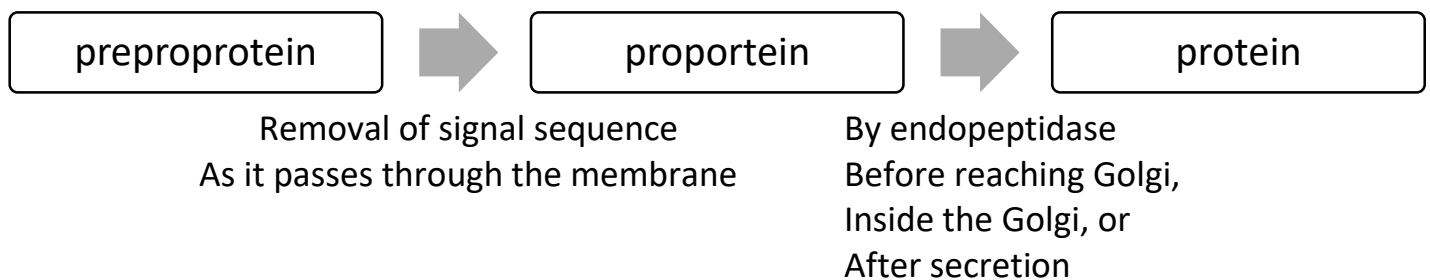 preproprotein
proportein
protein
Removal of signal sequence
As it passes through the membrane
By endopeptidase
Before reaching Golgi,
Inside the Golgi, or
After secretion